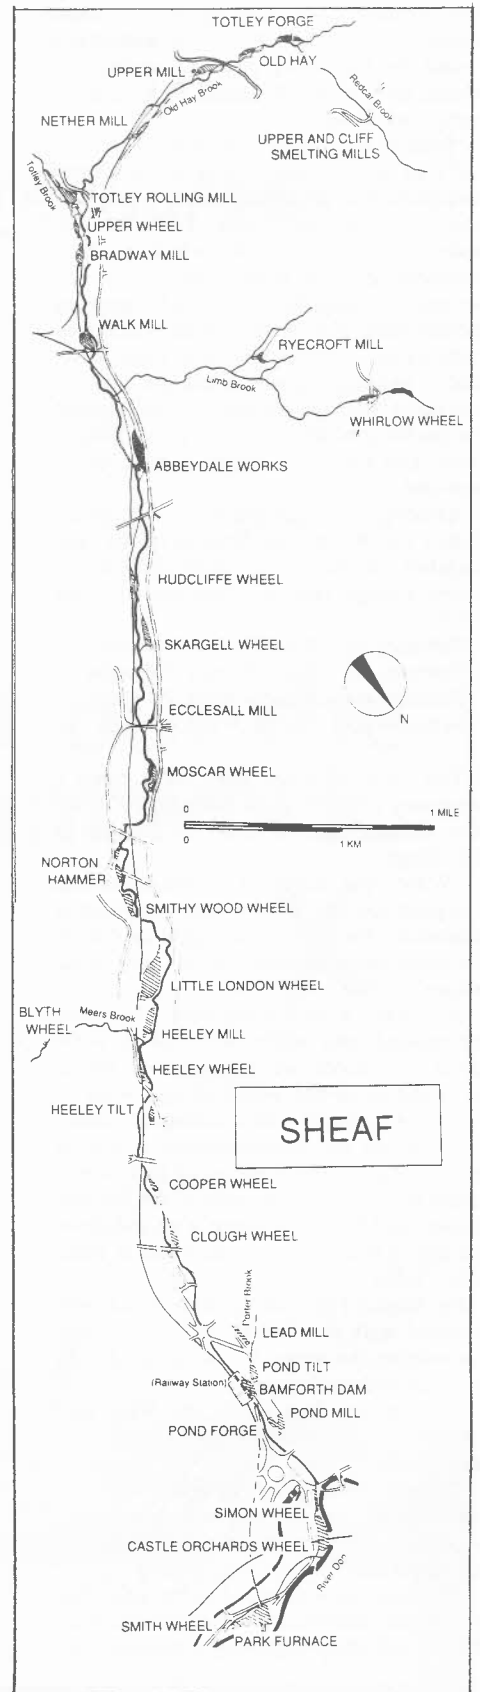 TOTLEY FORGE
OLD HAY
UPPER MILL
Old Hay Brook
Redcar Brook
NETHER MILL
UPPER AND CLIFF
SMELTING MILLS
Totley Brook
TOTLEY ROLLING MILL
UPPER WHEEL
BRADWAY MILL
WALK MILL
RYECROFT MILL
Limb Brook
WHIRLOW WHEEL
ABBEYDALE WORKS
HUDCLIFFE WHEEL
SKARGELL WHEEL
N
ECCLESALL MILL
MOSCAR WHEEL
0 1 MILE
0 1 KM
NORTON
HAMMER
SMITHY WOOD WHEEL
LITTLE LONDON WHEEL
BLYTH
WHEEL
Meers Brook
HEELEY MILL
HEELEY WHEEL
HEELEY TILT
SHEAF
COOPER WHEEL
CLOUGH WHEEL
Porter Brook
LEAD MILL
POND TILT
(Railway Station)
BAMFORTH DAM
POND MILL
POND FORGE
SIMON WHEEL
CASTLE ORCHARDS WHEEL
River Don
SMITH WHEEL
PARK FURNACE